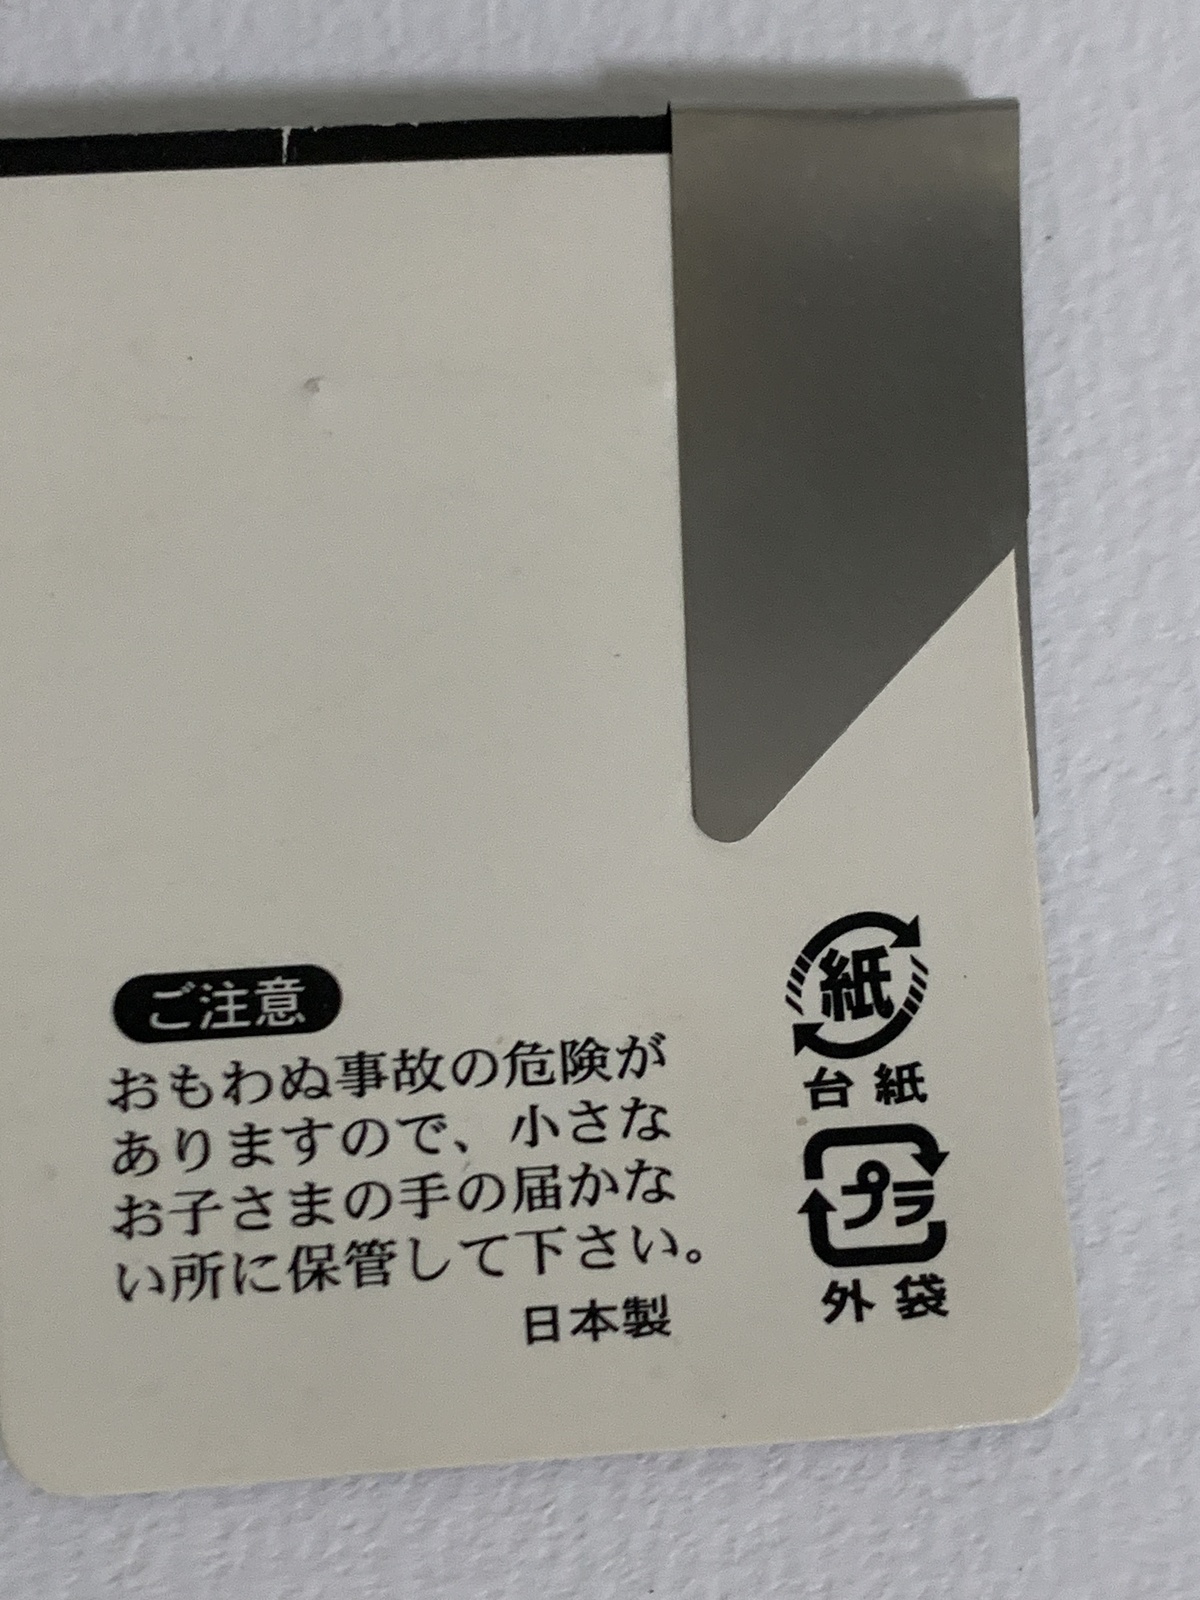 ご注意
おもわぬ事故の危険が
ありますので、小さな
お子さまの手の届かな
い所に保管して下さい。
日本製
紙
台紙
プラ
外袋